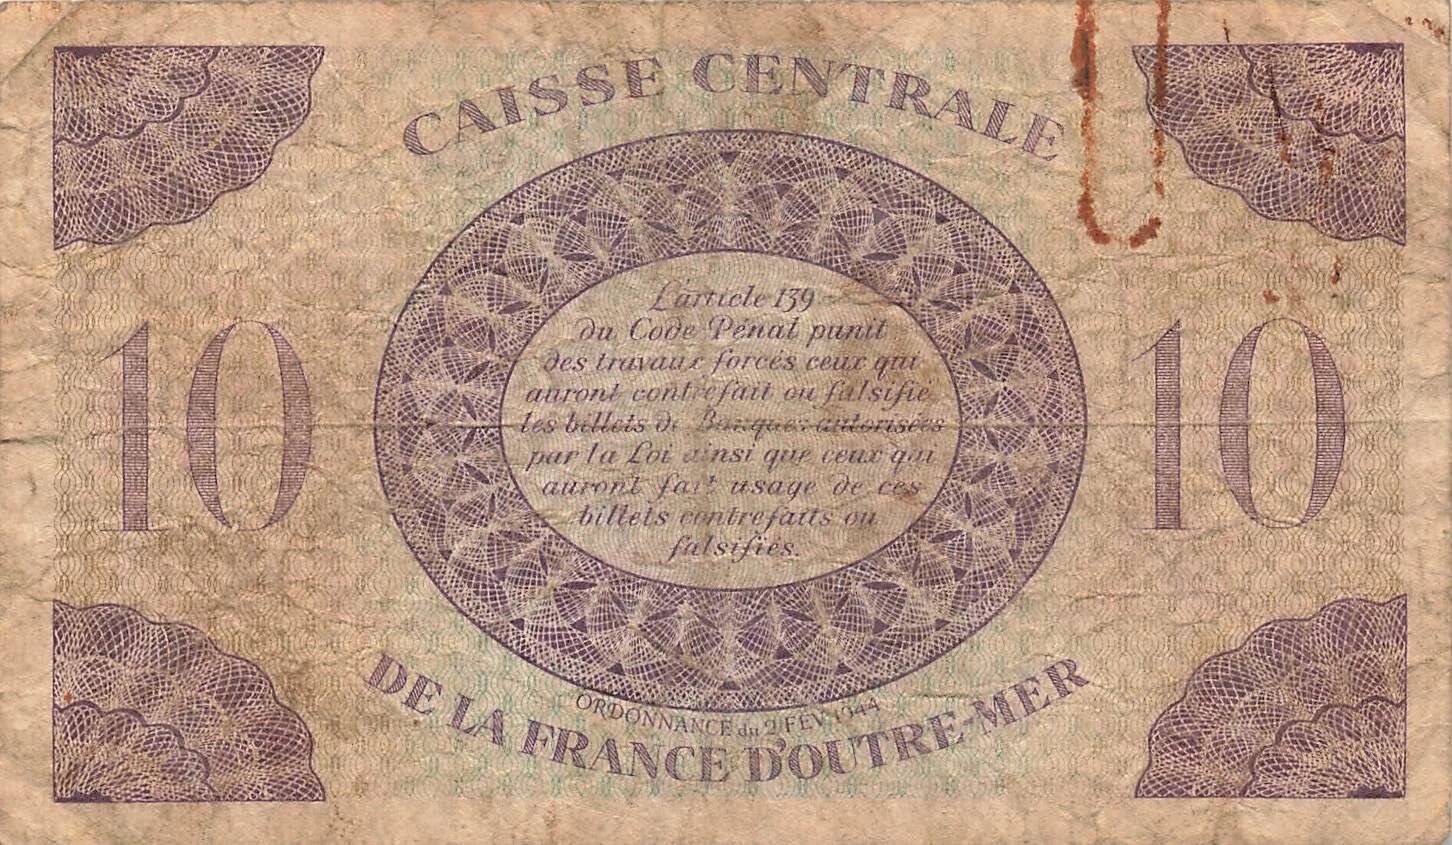 CAISSE CENTRALE
L'article 139
du Code Pénal punit
des travaux forcés ceux qui
auront contrefait ou falsifié
les billets de Banques autorisées
par la Loi ainsi que ceux qui
auront fait usage de ces
billets contrefaits ou
falsifiés.
10
10
ORDONNANCE du 2 FEV 1944
DE LA FRANCE D'OUTRE-MER